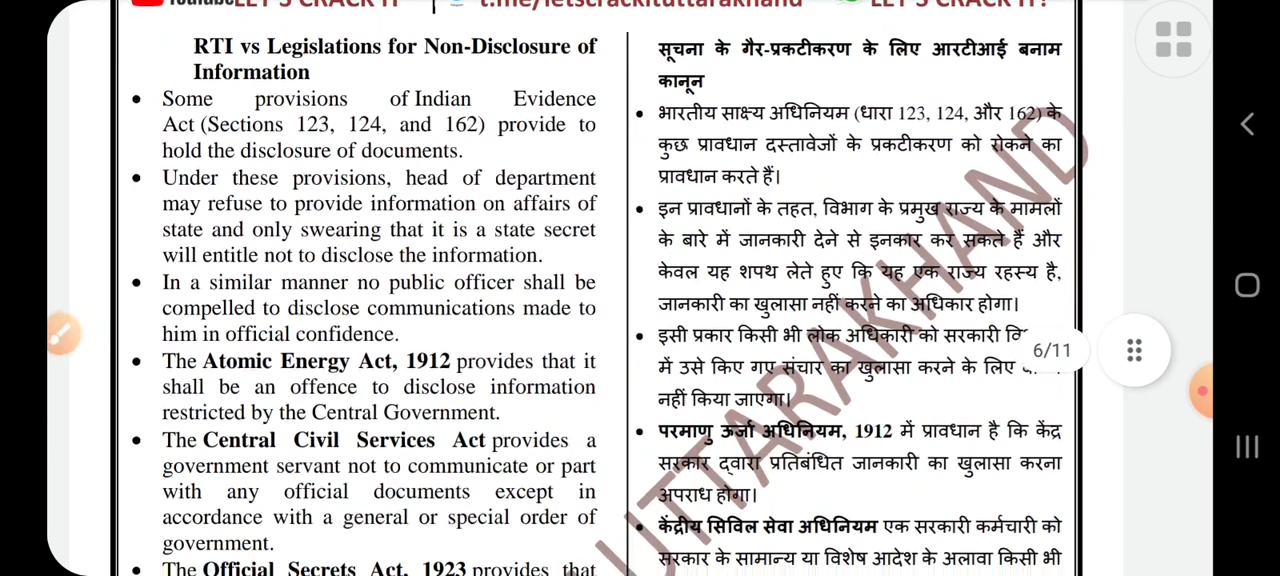 YouTube LET'S CRACK IT
t.me/letscrackituttarakhand
LET'S CRACK IT!
RTI vs Legislations for Non-Disclosure of
Information
• Some provisions of Indian Evidence
Act (Sections 123, 124, and 162) provide to
hold the disclosure of documents.
• Under these provisions, head of department
may refuse to provide information on affairs of
state and only swearing that it is a state secret
will entitle not to disclose the information.
• In a similar manner no public officer shall be
compelled to disclose communications made to
him in official confidence.
• The Atomic Energy Act, 1912 provides that it
shall be an offence to disclose information
restricted by the Central Government.
• The Central Civil Services Act provides a
government servant not to communicate or part
with any official documents except in
accordance with a general or special order of
government.
• The Official Secrets Act, 1923 provides that
सूचना के गैर-प्रकटीकरण के लिए आरटीआई बनाम
कानून
• भारतीय साक्ष्य अधिनियम (धारा 123, 124, और 162) के
कुछ प्रावधान दस्तावेजों के प्रकटीकरण को रोकने का
प्रावधान करते हैं।
• इन प्रावधानों के तहत, विभाग के प्रमुख राज्य के मामलों
के बारे में जानकारी देने से इनकार कर सकते हैं और
केवल यह शपथ लेते हुए कि यह एक राज्य रहस्य है,
जानकारी का खुलासा नहीं करने का अधिकार होगा।
• इसी प्रकार किसी भी लोक अधिकारी को सरकारी
में उसे किए गए संचार का खुलासा करने के लिए
नहीं किया जाएगा।
• परमाणु ऊर्जा अधिनियम, 1912 में प्रावधान है कि केंद्र
सरकार द्वारा प्रतिबंधित जानकारी का खुलासा करना
अपराध होगा।
• केंद्रीय सिविल सेवा अधिनियम एक सरकारी कर्मचारी को
सरकार के सामान्य या विशेष आदेश के अलावा किसी भी
UTTARAKHAND
6/11